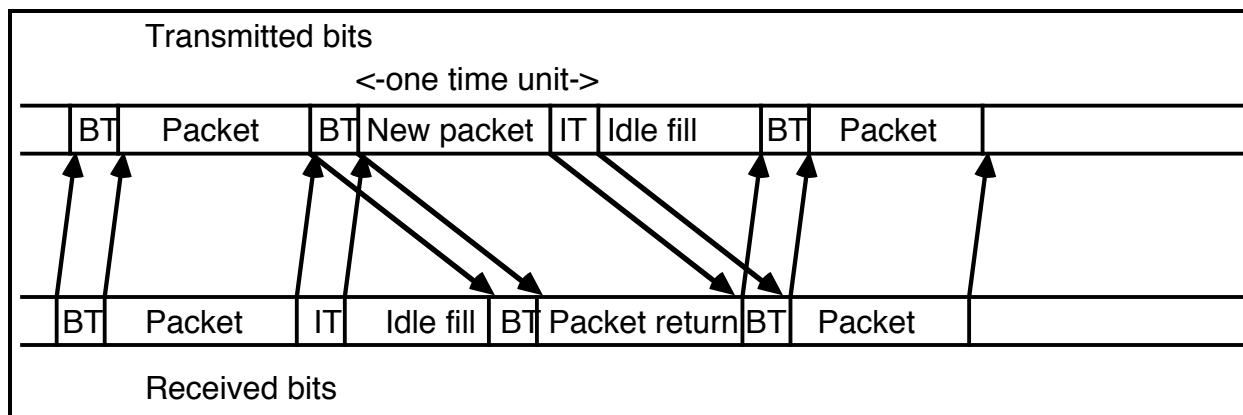 Transmitted bits
<-one time unit->
BT Packet BT New packet IT Idle fill BT Packet
BT Packet IT Idle fill BT Packet return BT Packet
Received bits